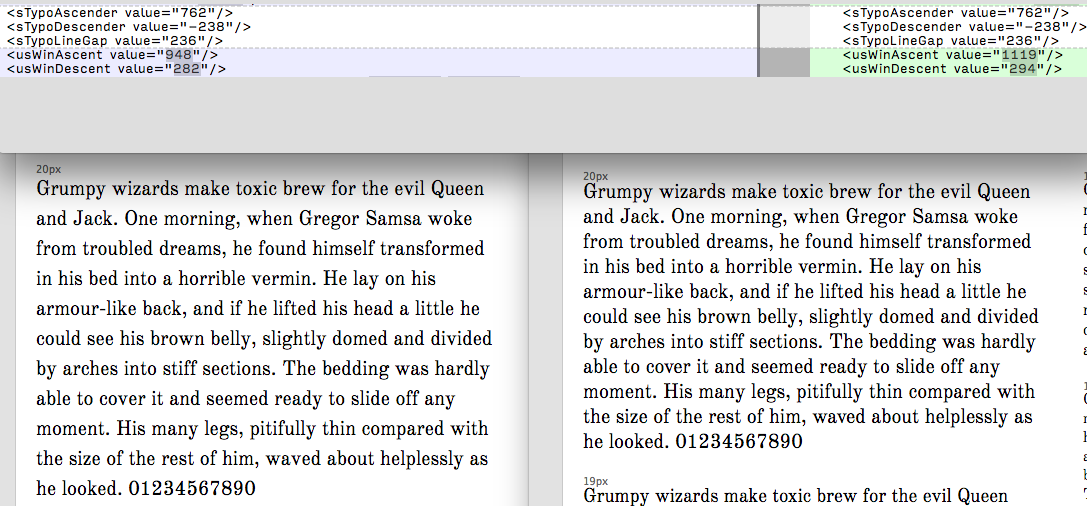 <sTypoAscender value="762"/>
<sTypoDescender value="-238"/>
<sTypoLineGap value="236"/>
<usWinAscent value="948"/>
<usWinDescent value="282"/>
<sTypoAscender value="762"/>
<sTypoDescender value="-238"/>
<sTypoLineGap value="236"/>
<usWinAscent value="1119"/>
<usWinDescent value="294"/>
20px
Grumpy wizards make toxic brew for the evil Queen
and Jack. One morning, when Gregor Samsa woke
from troubled dreams, he found himself transformed
in his bed into a horrible vermin. He lay on his
armour-like back, and if he lifted his head a little he
could see his brown belly, slightly domed and divided
by arches into stiff sections. The bedding was hardly
able to cover it and seemed ready to slide off any
moment. His many legs, pitifully thin compared with
the size of the rest of him, waved about helplessly as
he looked. 01234567890
20px
Grumpy wizards make toxic brew for the evil Queen
and Jack. One morning, when Gregor Samsa woke
from troubled dreams, he found himself transformed
in his bed into a horrible vermin. He lay on his
armour-like back, and if he lifted his head a little he
could see his brown belly, slightly domed and divided
by arches into stiff sections. The bedding was hardly
able to cover it and seemed ready to slide off any
moment. His many legs, pitifully thin compared with
the size of the rest of him, waved about helplessly as
he looked. 01234567890
19px
Grumpy wizards make toxic brew for the evil Queen